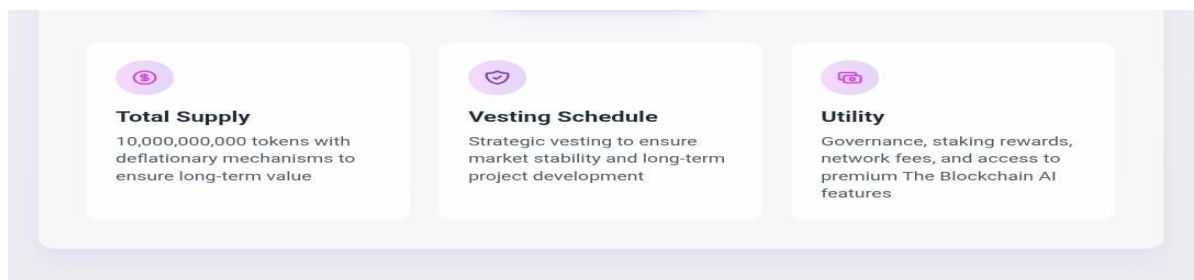 Total Supply
10,000,000,000 tokens with
deflationary mechanisms to
ensure long-term value
Vesting Schedule
Strategic vesting to ensure
market stability and long-term
project development
Utility
Governance, staking rewards,
network fees, and access to
premium The Blockchain AI
features